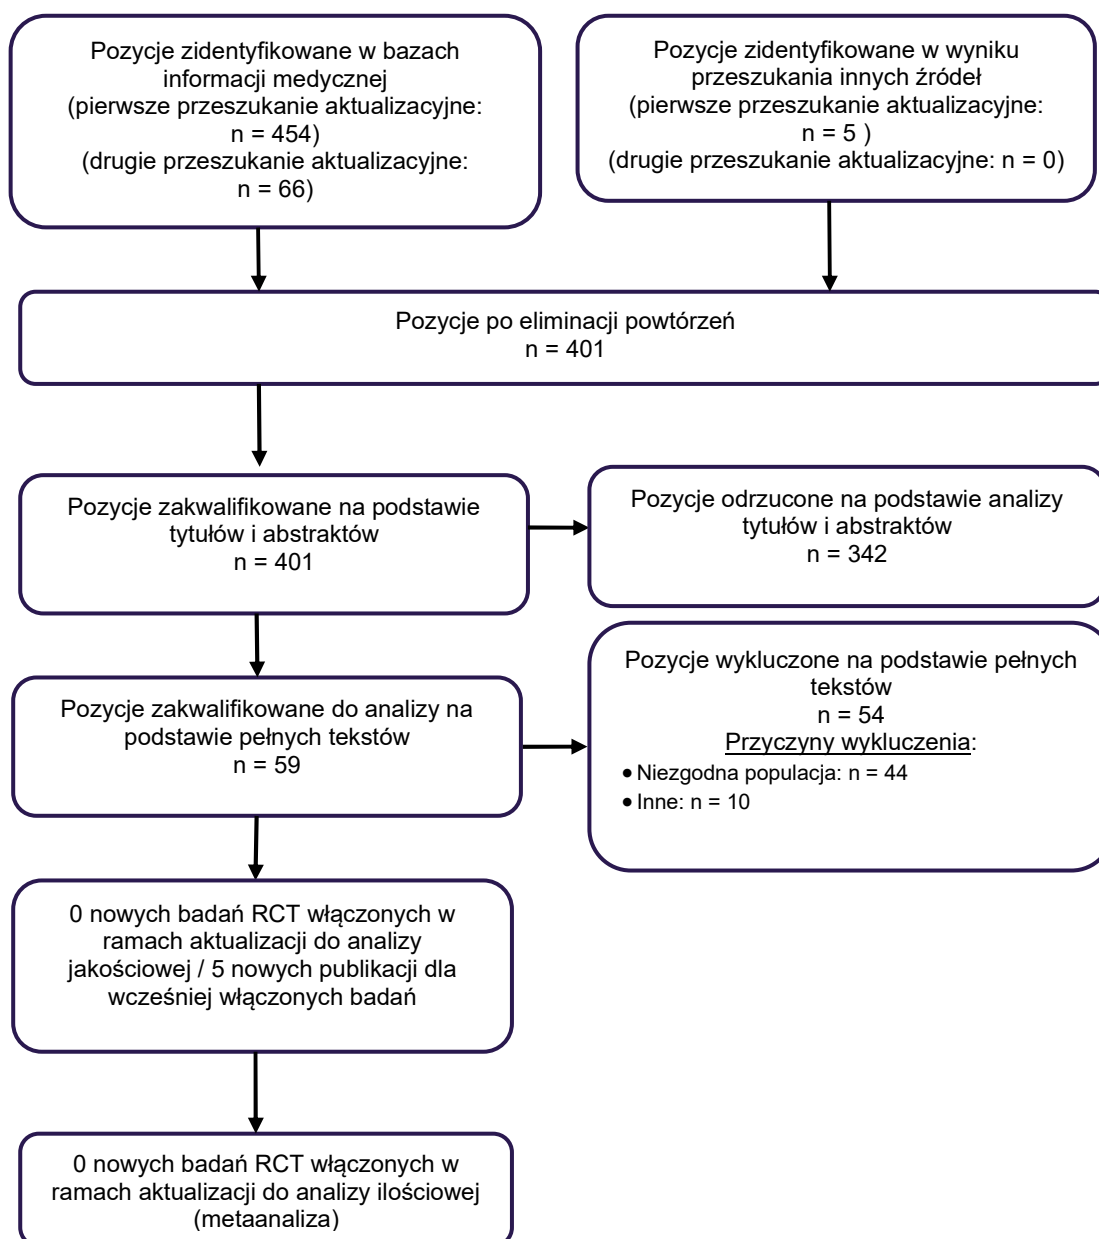 Pozycje zidentyfikowane w bazach
informacji medycznej
(pierwsze przeszukanie aktualizacyjne:
n = 454)
(drugie przeszukanie aktualizacyjne:
n = 66)
Pozycje zidentyfikowane w wyniku
przeszukania innych źródeł
(pierwsze przeszukanie aktualizacyjne:
n = 5 )
(drugie przeszukanie aktualizacyjne: n = 0)
Pozycje po eliminacji powtórzeń
n = 401
Pozycje zakwalifikowane na podstawie
tytułów i abstraktów
n = 401
Pozycje odrzucone na podstawie analizy
tytułów i abstraktów
n = 342
Pozycje zakwalifikowane do analizy na
podstawie pełnych tekstów
n = 59
Pozycje wykluczone na podstawie pełnych
tekstów
n = 54
Przyczyny wykluczenia:
• Niezgodna populacja: n = 44
• Inne: n = 10
0 nowych badań RCT włączonych w
ramach aktualizacji do analizy
jakościowej / 5 nowych publikacji dla
wcześniej włączonych badań
0 nowych badań RCT włączonych w
ramach aktualizacji do analizy ilościowej
(metaanaliza)